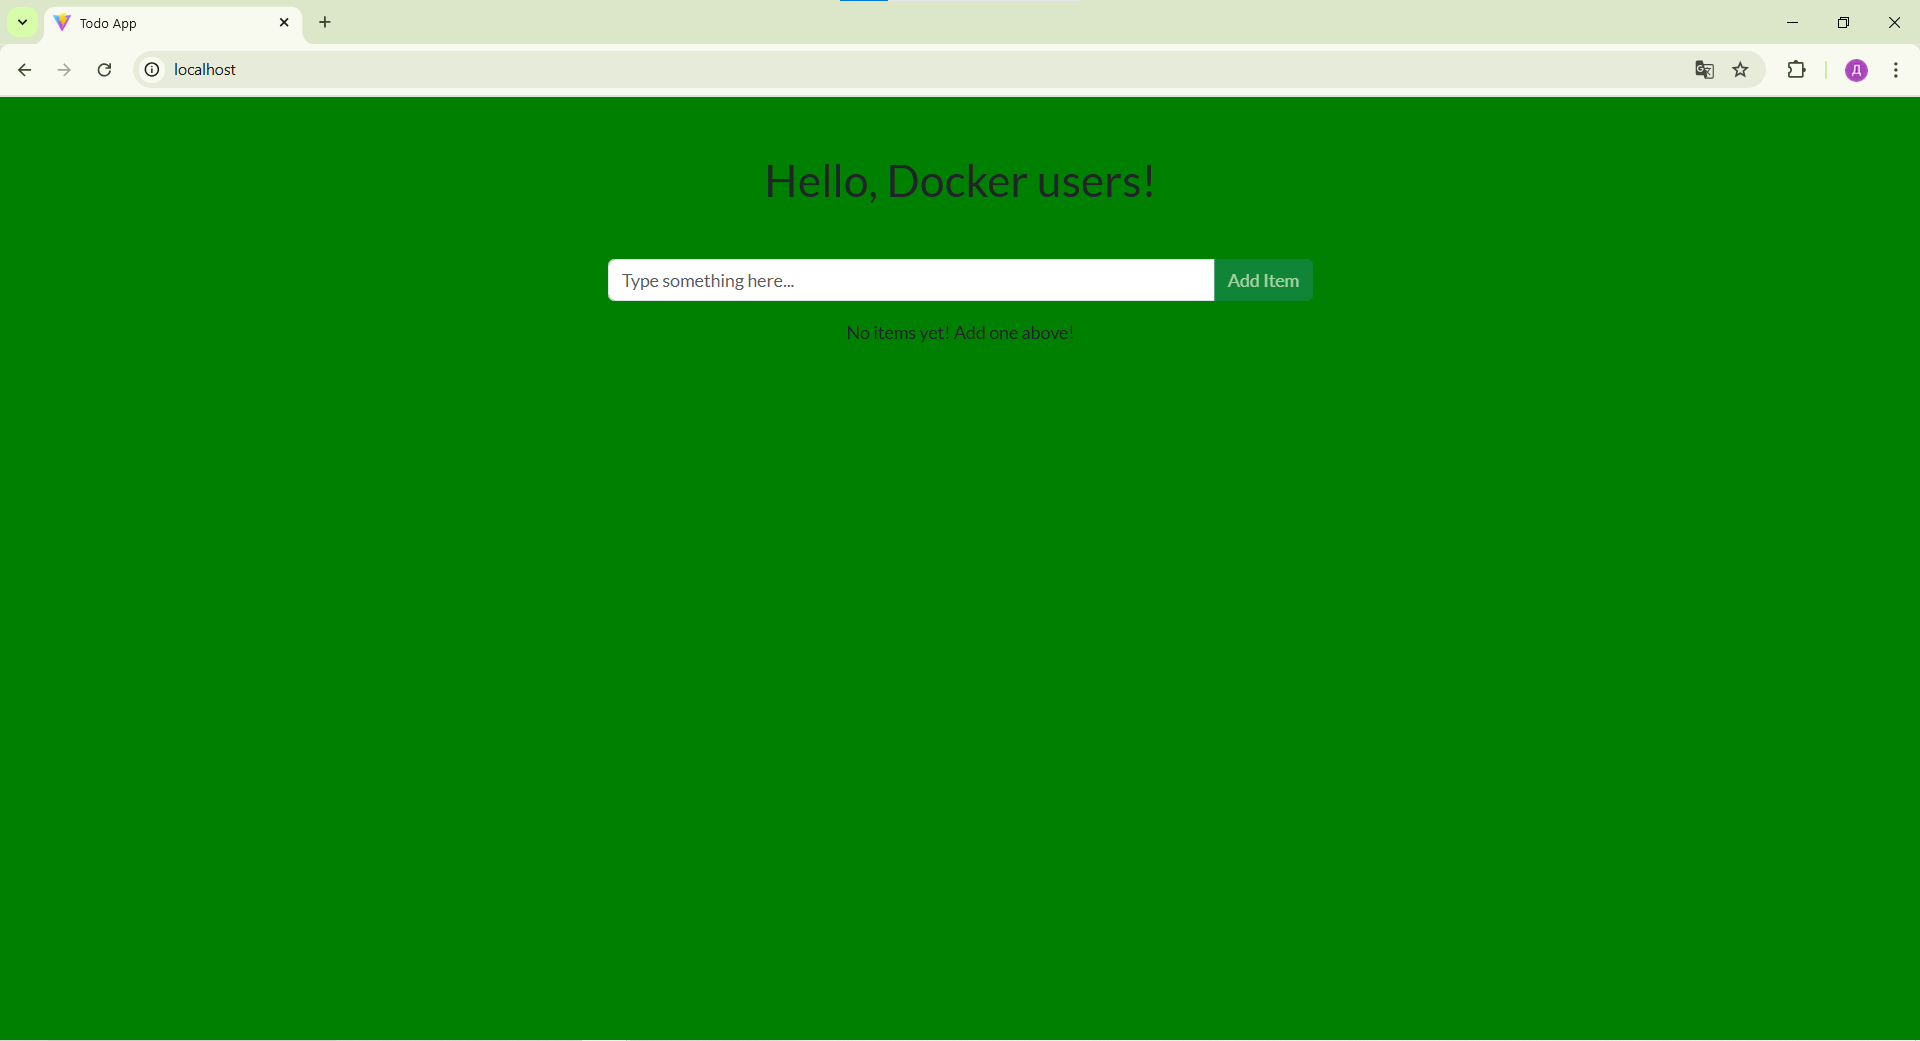 Todo App
localhost
Д
Hello, Docker users!
Type something here...
Add Item
No items yet! Add one above!